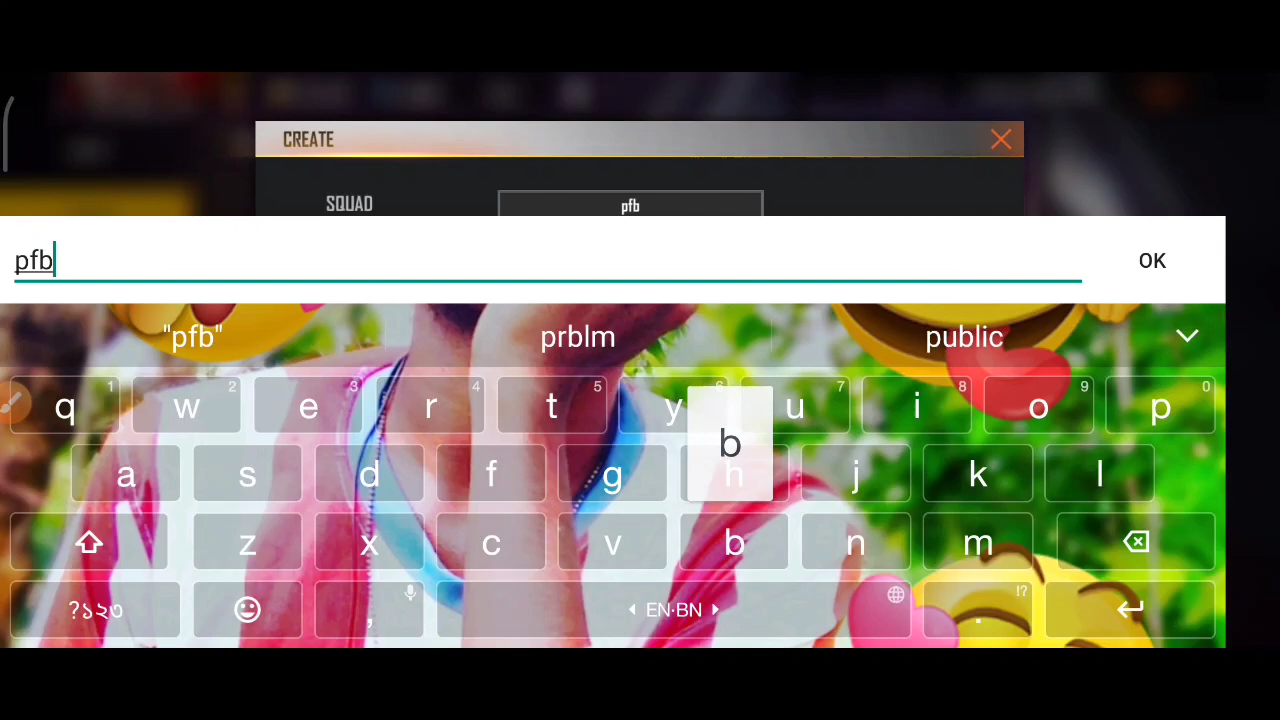 CREATE
SQUAD
pfb
pfb
OK
"pfb"
prblm
public
1 2 3 4 5 6 7 8 9 0
q w e r t y u i o p
b
a s d f g h j k l
z x c v b n m
!?
?১২৩ , EN·BN .